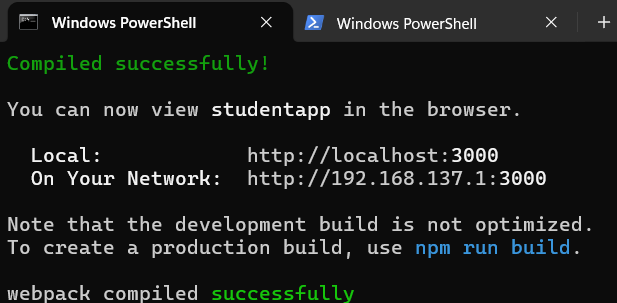 Windows PowerShell
Windows PowerShell
Compiled successfully!
You can now view studentapp in the browser.
Local: http://localhost:3000
On Your Network: http://192.168.137.1:3000
Note that the development build is not optimized.
To create a production build, use npm run build.
webpack compiled successfully